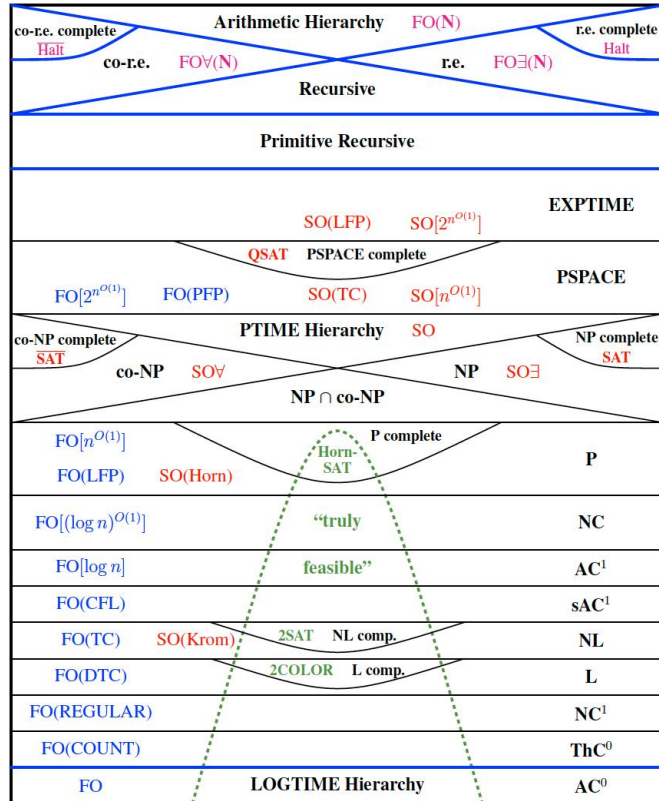 Arithmetic Hierarchy FO(N)
co-r.e. complete r.e. complete
H̅a̅l̅t̅ Halt
co-r.e. FO∀(N) r.e. FO∃(N)
Recursive
Primitive Recursive
EXPTIME
SO(LFP) SO[2^{n^{O(1)}}]
QSAT PSPACE complete
PSPACE
FO[2^{n^{O(1)}}] FO(PFP) SO(TC) SO[n^{O(1)}]
PTIME Hierarchy SO
co-NP complete NP complete
S̅A̅T̅ SAT
co-NP SO∀ NP SO∃
NP ∩ co-NP
FO[n^{O(1)}] P complete
Horn-
SAT
P
FO(LFP) SO(Horn)
FO[(log n)^{O(1)}] “truly NC
FO[log n] feasible” AC^1
FO(CFL) sAC^1
FO(TC) SO(Krom) 2SAT NL comp. NL
FO(DTC) 2COLOR L comp. L
FO(REGULAR) NC^1
FO(COUNT) ThC^0
FO LOGTIME Hierarchy AC^0